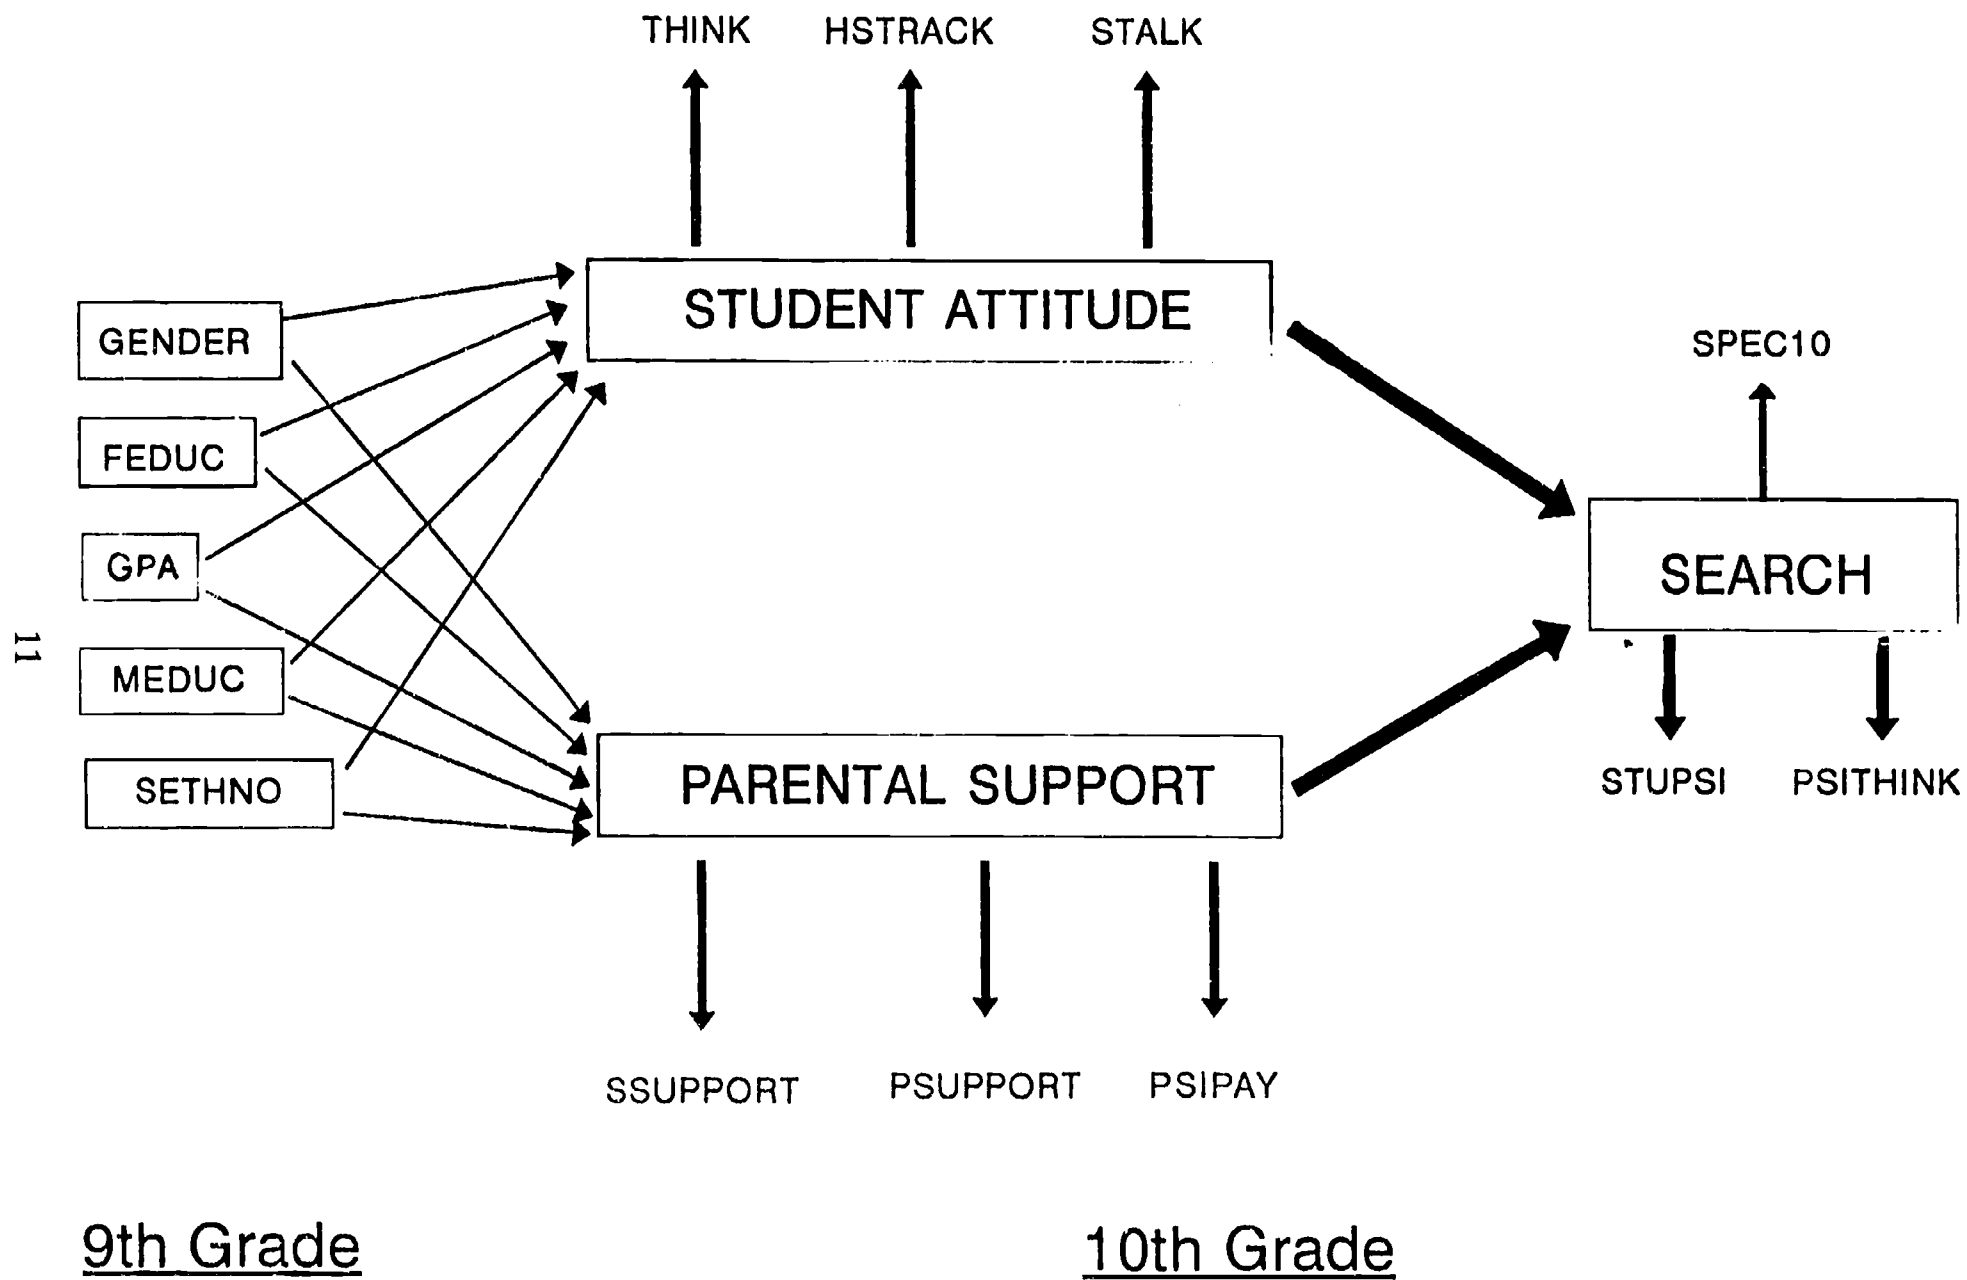 THINK HSTRACK STALK
STUDENT ATTITUDE
GENDER
SPEC10
FEDUC
GPA
SEARCH
11
MEDUC
SETHNO
PARENTAL SUPPORT
STUPSI PSITHINK
SSUPPORT PSUPPORT PSIPAY
9th Grade 10th Grade